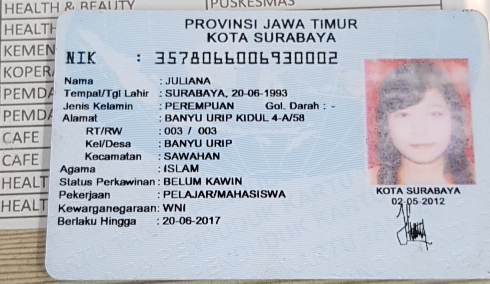 HEALTH & BEAUTY
PUSKESMAS
HEALTH
KEMEN
KOPER
PEMDA
PEMDA
CAFE
CAFE
HEALT
HEALT
PROVINSI JAWA TIMUR
KOTA SURABAYA
NIK : 3578066006930002
Nama : JULIANA
Tempat/Tgl Lahir : SURABAYA, 20-06-1993
Jenis Kelamin : PEREMPUAN Gol. Darah : -
Alamat : BANYU URIP KIDUL 4-A/58
RT/RW : 003 / 003
Kel/Desa : BANYU URIP
Kecamatan : SAWAHAN
Agama : ISLAM
Status Perkawinan : BELUM KAWIN
Pekerjaan : PELAJAR/MAHASISWA
Kewarganegaraan: WNI
Berlaku Hingga : 20-06-2017
KOTA SURABAYA
02-05-2012